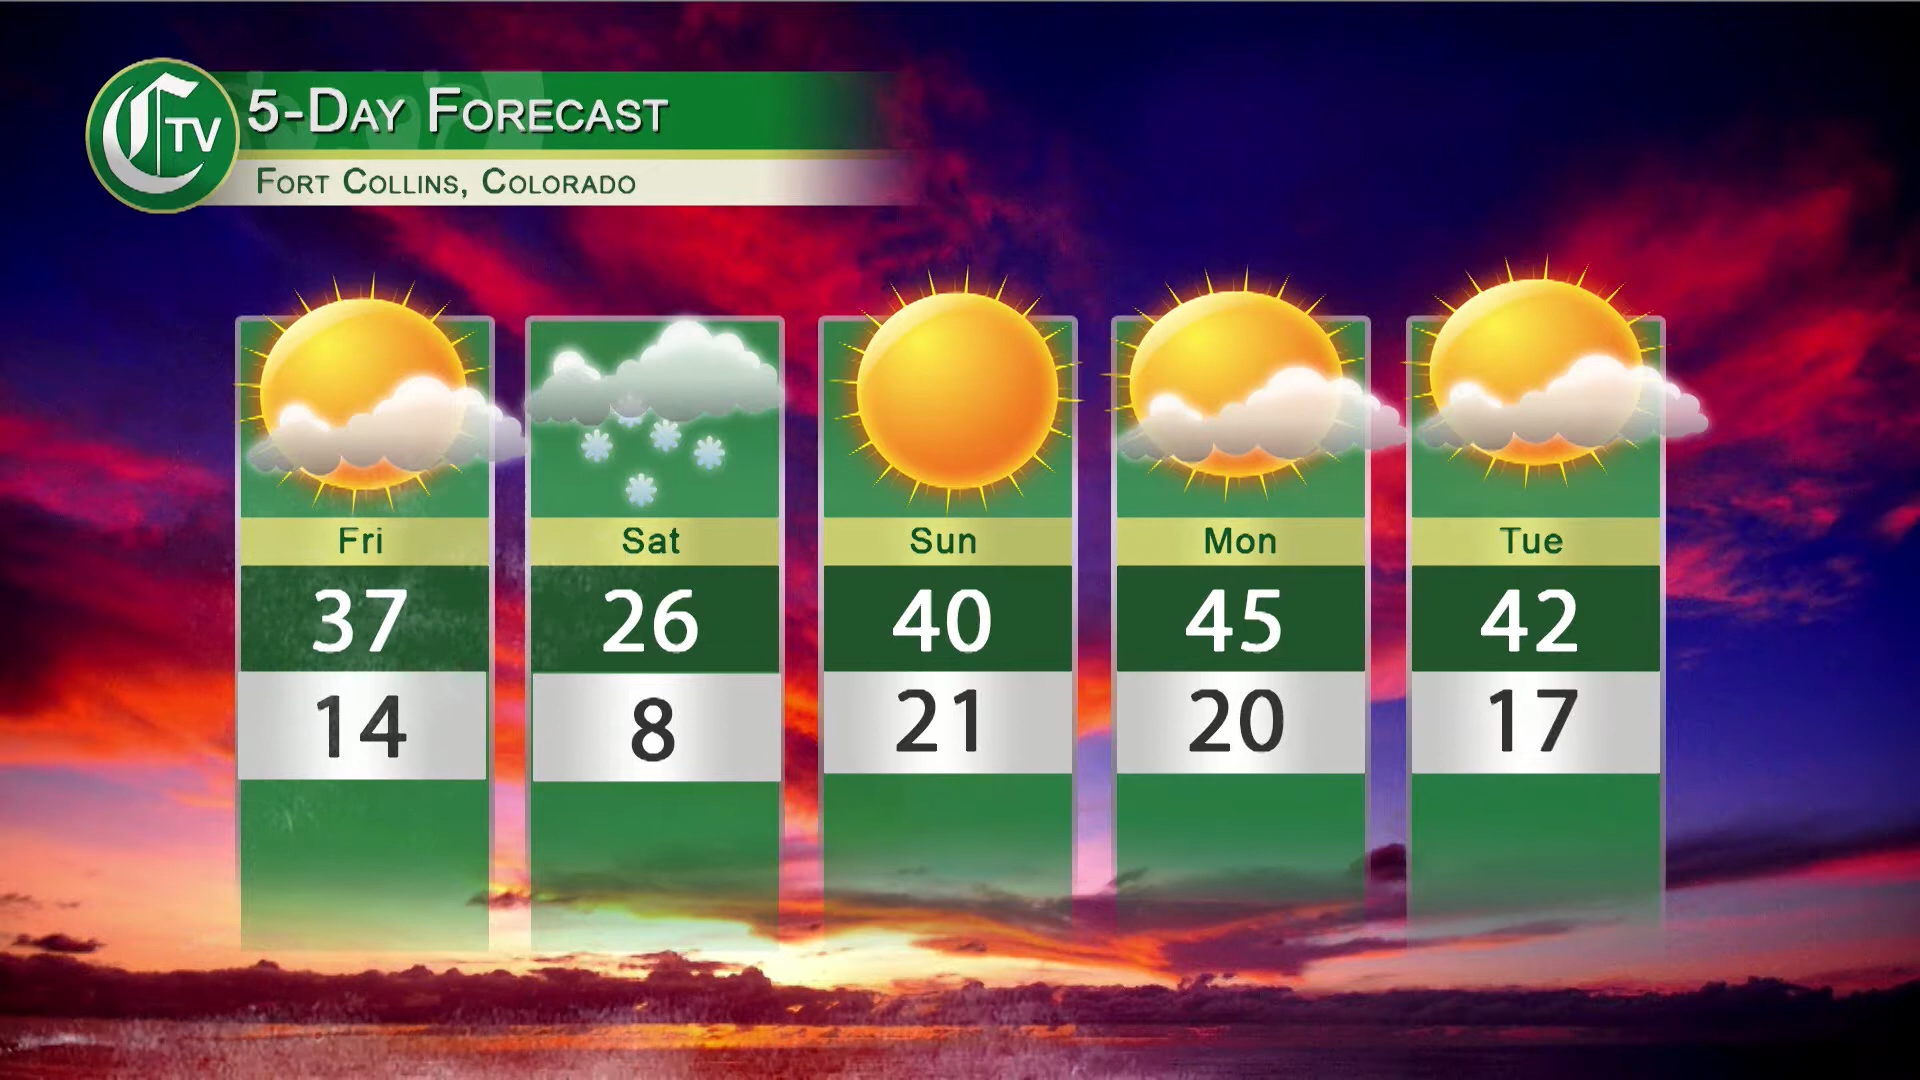 CTV
5-Day Forecast
Fort Collins, Colorado
Fri Sat Sun Mon Tue
37 26 40 45 42
14 8 21 20 17